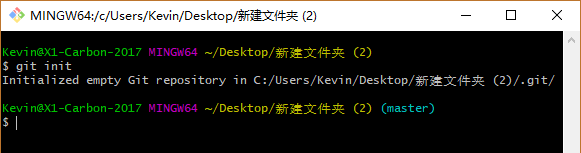 MINGW64:/c/Users/Kevin/Desktop/新建文件夹 (2)
Kevin@X1-Carbon-2017 MINGW64 ~/Desktop/新建文件夹 (2)
$ git init
Initialized empty Git repository in C:/Users/Kevin/Desktop/新建文件夹 (2)/.git/
Kevin@X1-Carbon-2017 MINGW64 ~/Desktop/新建文件夹 (2) (master)
$